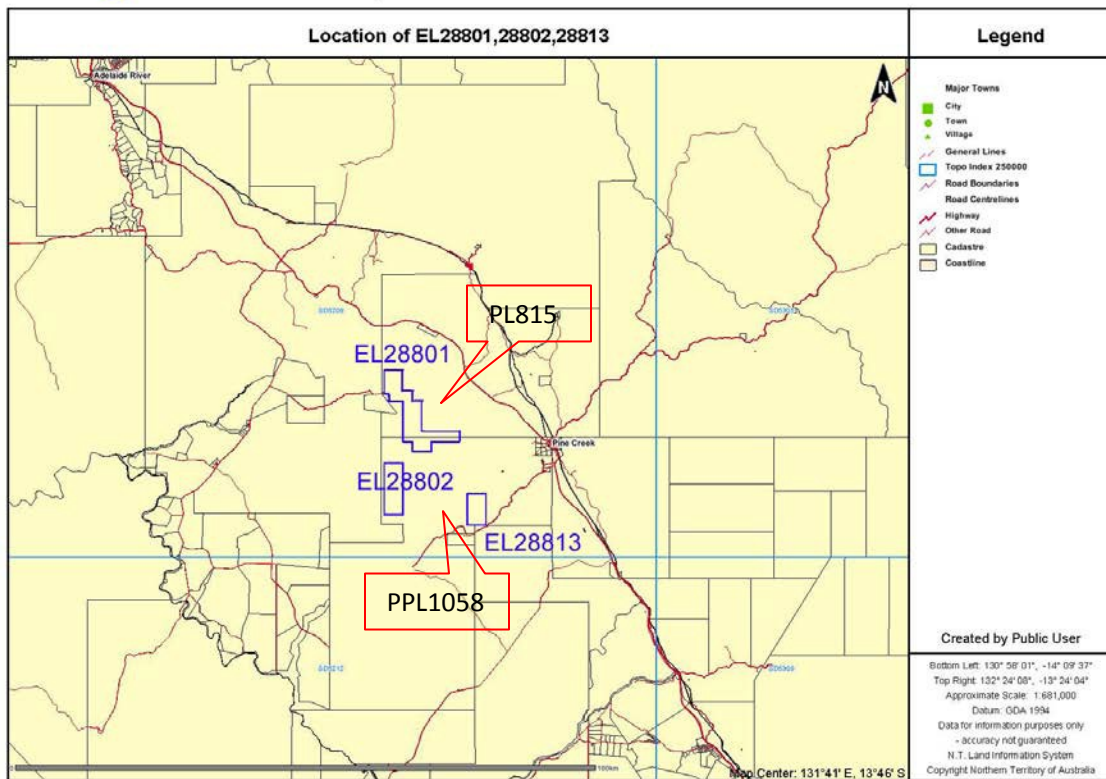 Location of EL28801,28802,28813
Legend
Adelaide River
N
SD5208
PL815
SD5305
EL28801
Pine Creek
EL28802
EL28813
PPL1058
SD5212
100km
Map Center: 131°41' E, 13°46' S
Major Towns
City
Town
Village
General Lines
Topo Index 250000
Road Boundaries
Road Centrelines
Highway
Other Road
Cadastre
Coastline
Created by Public User
Bottom Left: 130° 58' 01", -14° 09' 37"
Top Right: 132° 24' 08", -13° 24' 04"
Approximate Scale: 1:681,000
Datum: GDA 1994
Data for information purposes only
- accuracy not guaranteed
N.T. Land Information System
Copyright Northern Territory of Australia